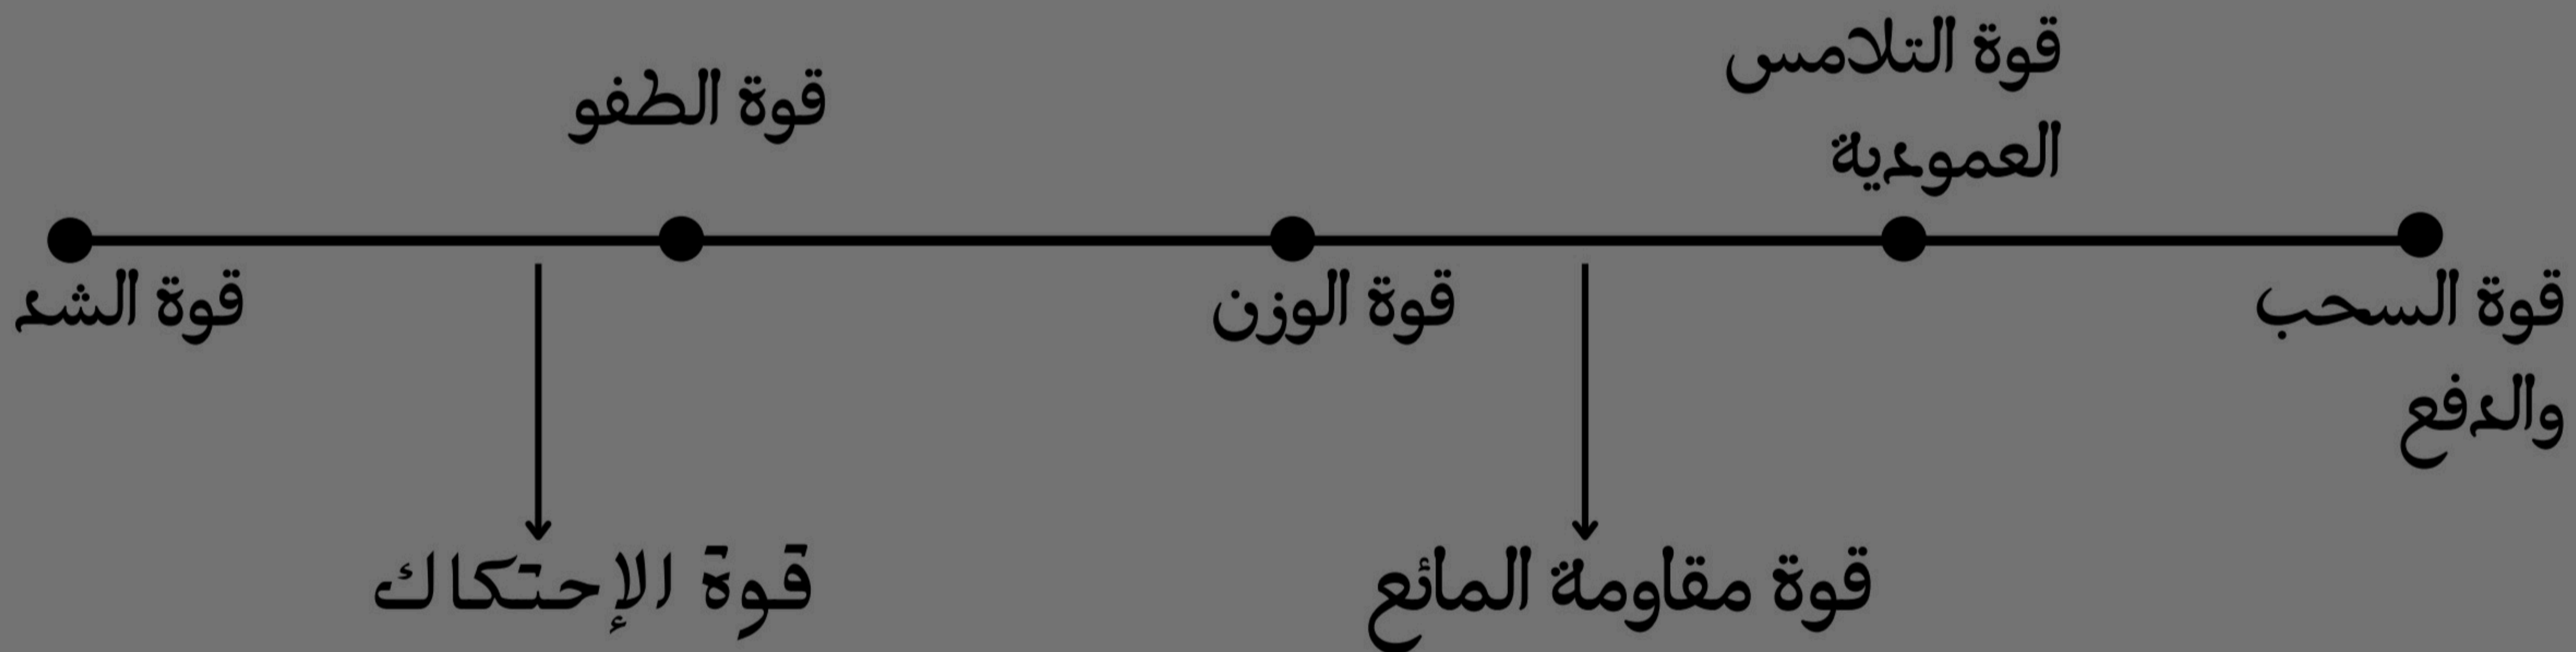 قوة التلامس
العمودية
قوة الطفو
قوة السحب
والدفع
قوة الوزن
قوة الشد
قوة مقاومة المائع
قوة الإحتكاك